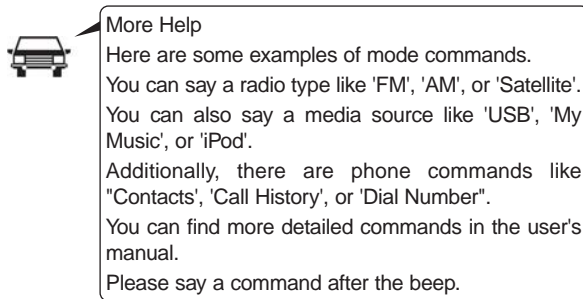 More Help
Here are some examples of mode commands.
You can say a radio type like 'FM', 'AM', or 'Satellite'.
You can also say a media source like 'USB', 'My
Music', or 'iPod'.
Additionally, there are phone commands like
"Contacts', 'Call History', or 'Dial Number".
You can find more detailed commands in the user's
manual.
Please say a command after the beep.